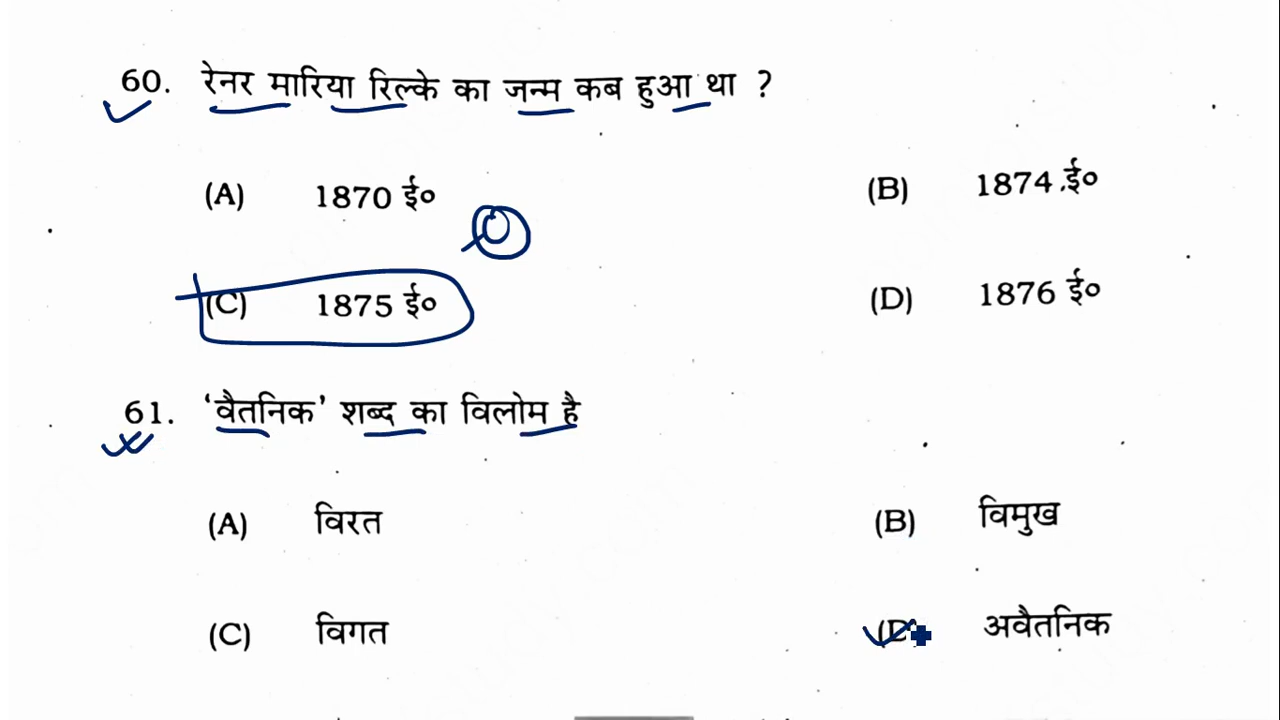 60. रेनर मारिया रिल्के का जन्म कब हुआ था ?
(A) 1870 ई० (B) 1874 ई०
(C) 1875 ई० (D) 1876 ई०
61. ‘वैतनिक’ शब्द का विलोम है
(A) विरत (B) विमुख
(C) विगत (D) अवैतनिक